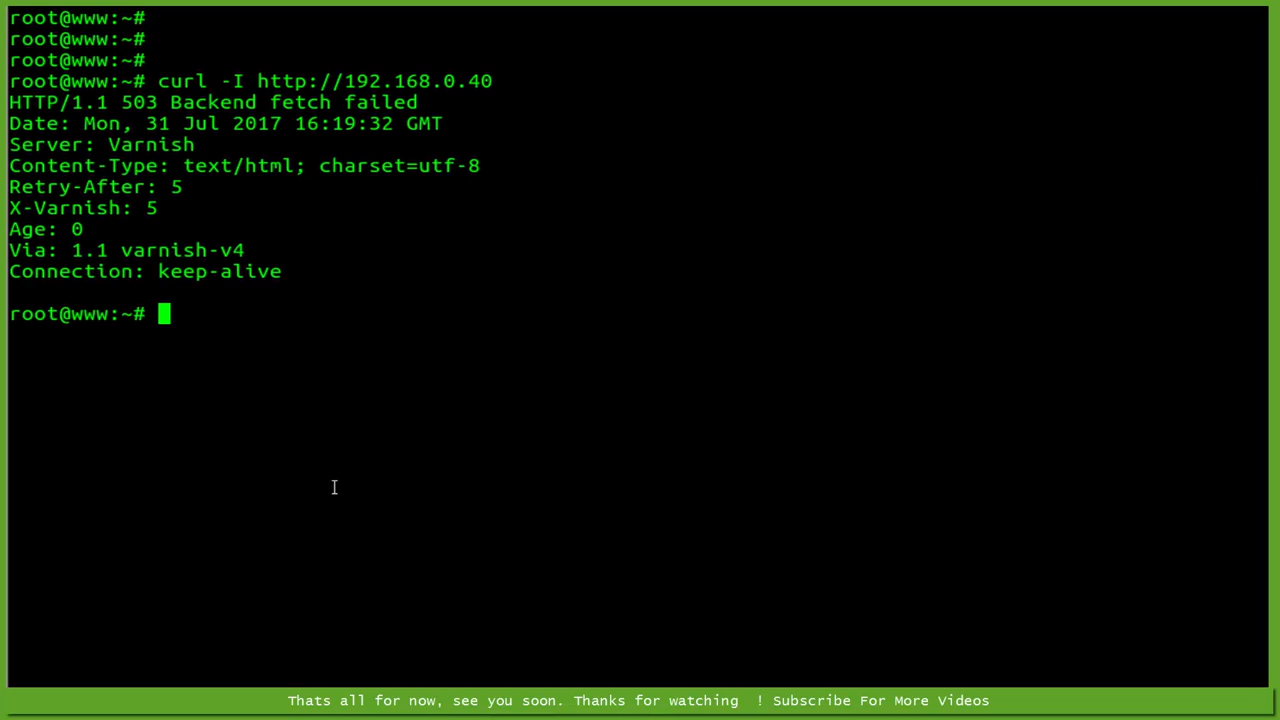 root@www:~#
root@www:~#
root@www:~#
root@www:~# curl -I http://192.168.0.40
HTTP/1.1 503 Backend fetch failed
Date: Mon, 31 Jul 2017 16:19:32 GMT
Server: Varnish
Content-Type: text/html; charset=utf-8
Retry-After: 5
X-Varnish: 5
Age: 0
Via: 1.1 varnish-v4
Connection: keep-alive
root@www:~#
Thats all for now, see you soon. Thanks for watching  ! Subscribe For More Videos